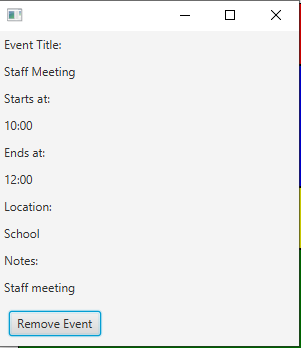 Event Title:
Staff Meeting
Starts at:
10:00
Ends at:
12:00
Location:
School
Notes:
Staff meeting
Remove Event